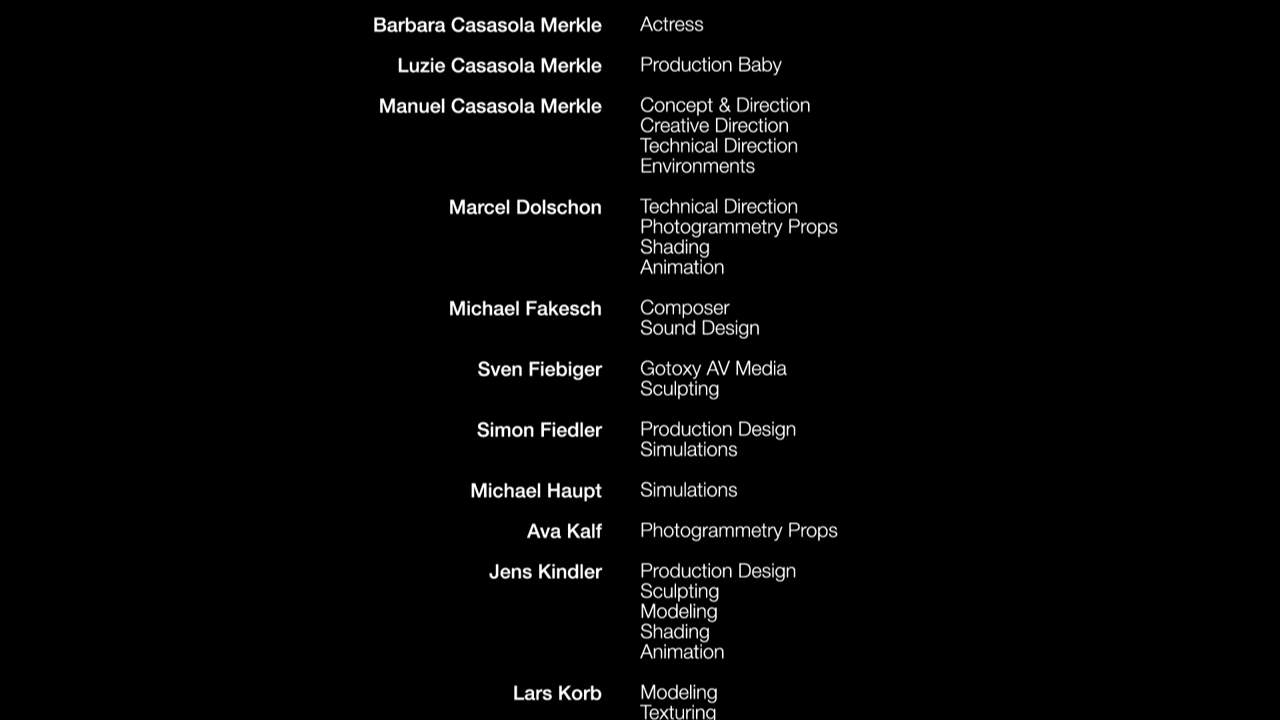 Barbara Casasola Merkle Actress
Luzie Casasola Merkle Production Baby
Manuel Casasola Merkle Concept & Direction
Creative Direction
Technical Direction
Environments
Marcel Dolschon Technical Direction
Photogrammetry Props
Shading
Animation
Michael Fakesch Composer
Sound Design
Sven Fiebiger Gotoxy AV Media
Sculpting
Simon Fiedler Production Design
Simulations
Michael Haupt Simulations
Ava Kalf Photogrammetry Props
Jens Kindler Production Design
Sculpting
Modeling
Shading
Animation
Lars Korb Modeling
Texturing